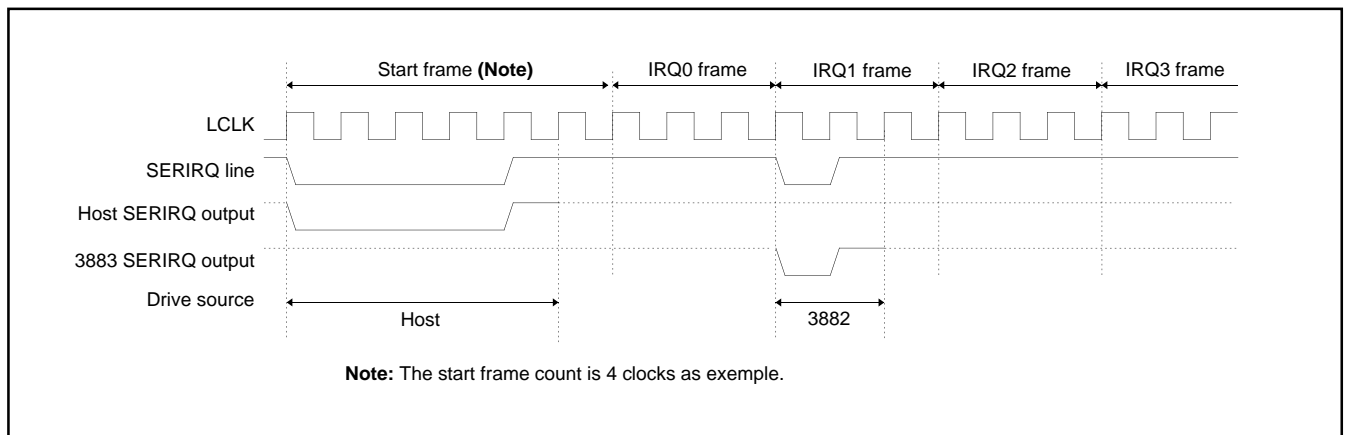 Start frame (Note)
IRQ0 frame
IRQ1 frame
IRQ2 frame
IRQ3 frame
LCLK
SERIRQ line
Host SERIRQ output
3883 SERIRQ output
Drive source
Host
3882
Note: The start frame count is 4 clocks as exemple.